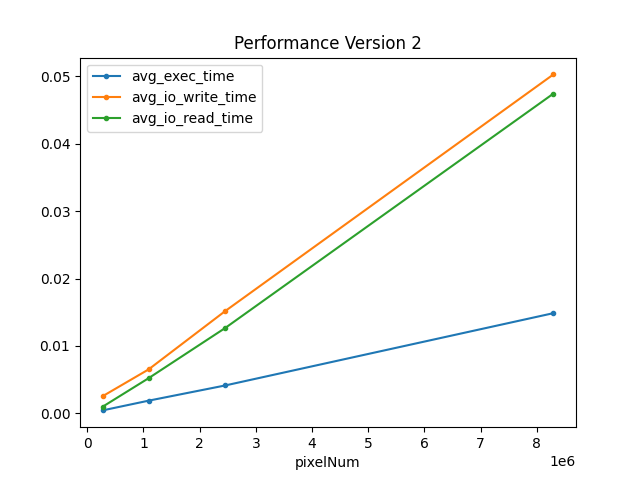 Performance Version 2
avg_exec_time
avg_io_write_time
avg_io_read_time
0.05
0.04
0.03
0.02
0.01
0.00
0 1 2 3 4 5 6 7 8
1e6
pixelNum